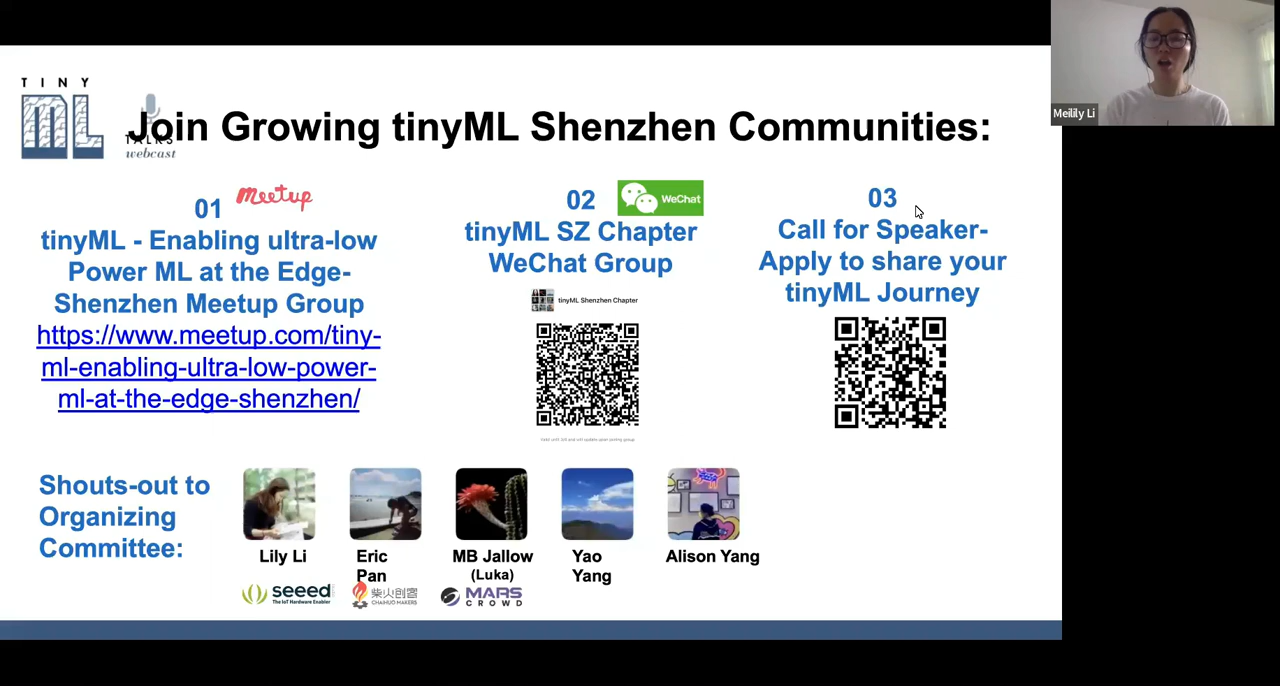 TINY
ML
TALKS
webcast
Join Growing tinyML Shenzhen Communities:
01
Meetup
tinyML - Enabling ultra-low
Power ML at the Edge-
Shenzhen Meetup Group
https://www.meetup.com/tiny-
ml-enabling-ultra-low-power-
ml-at-the-edge-shenzhen/
02
WeChat
tinyML SZ Chapter
WeChat Group
tinyML Shenzhen Chapter
03
Call for Speaker-
Apply to share your
tinyML Journey
Shouts-out to
Organizing
Committee:
Lily Li
Eric
Pan
MB Jallow
(Luka)
Yao
Yang
Alison Yang
seeed
The IoT Hardware Enabler
柴火創客
CHAIHUO MAKERS
MARS
CROWD
Meilily Li